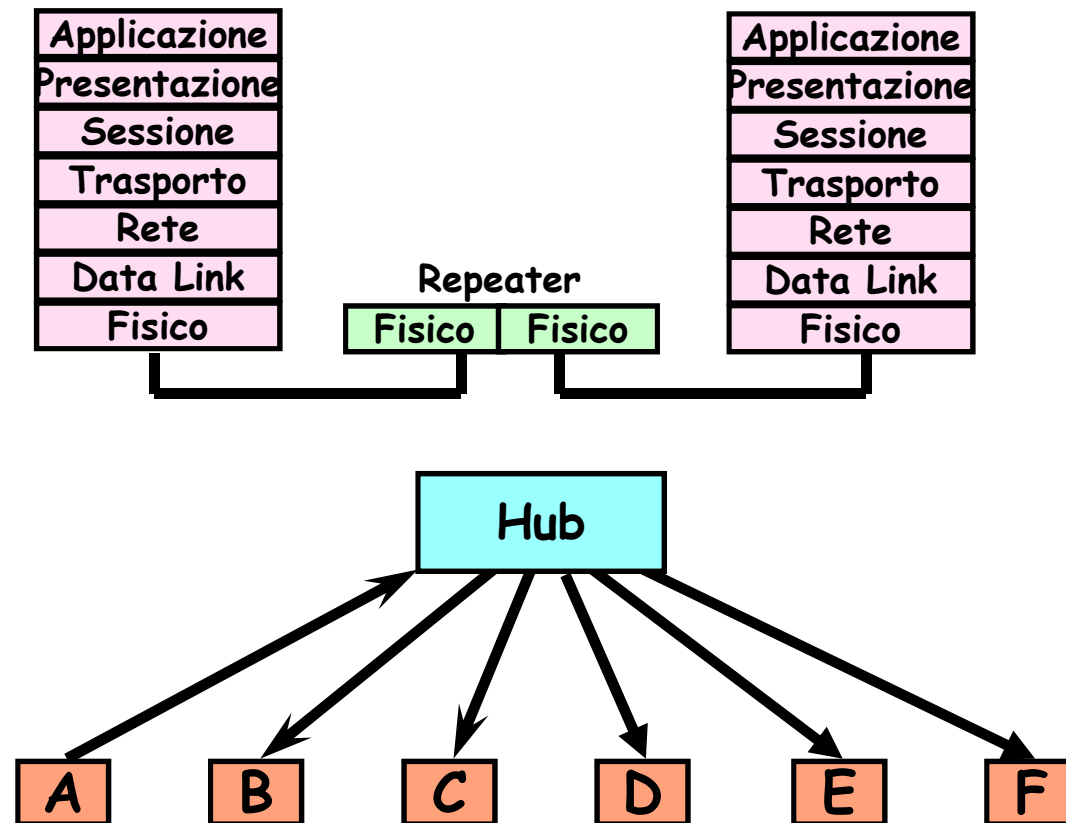 Applicazione
Presentazione
Sessione
Trasporto
Rete
Data Link
Fisico
Repeater
Fisico Fisico
Applicazione
Presentazione
Sessione
Trasporto
Rete
Data Link
Fisico
Hub
A B C D E F